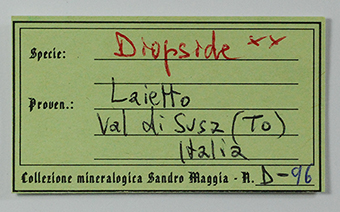 Specie: Diopside xx
Proven.: Laietto
Val di Susa (TO)
Italia
Collezione mineralogica Sandro Maggia - N. D-96